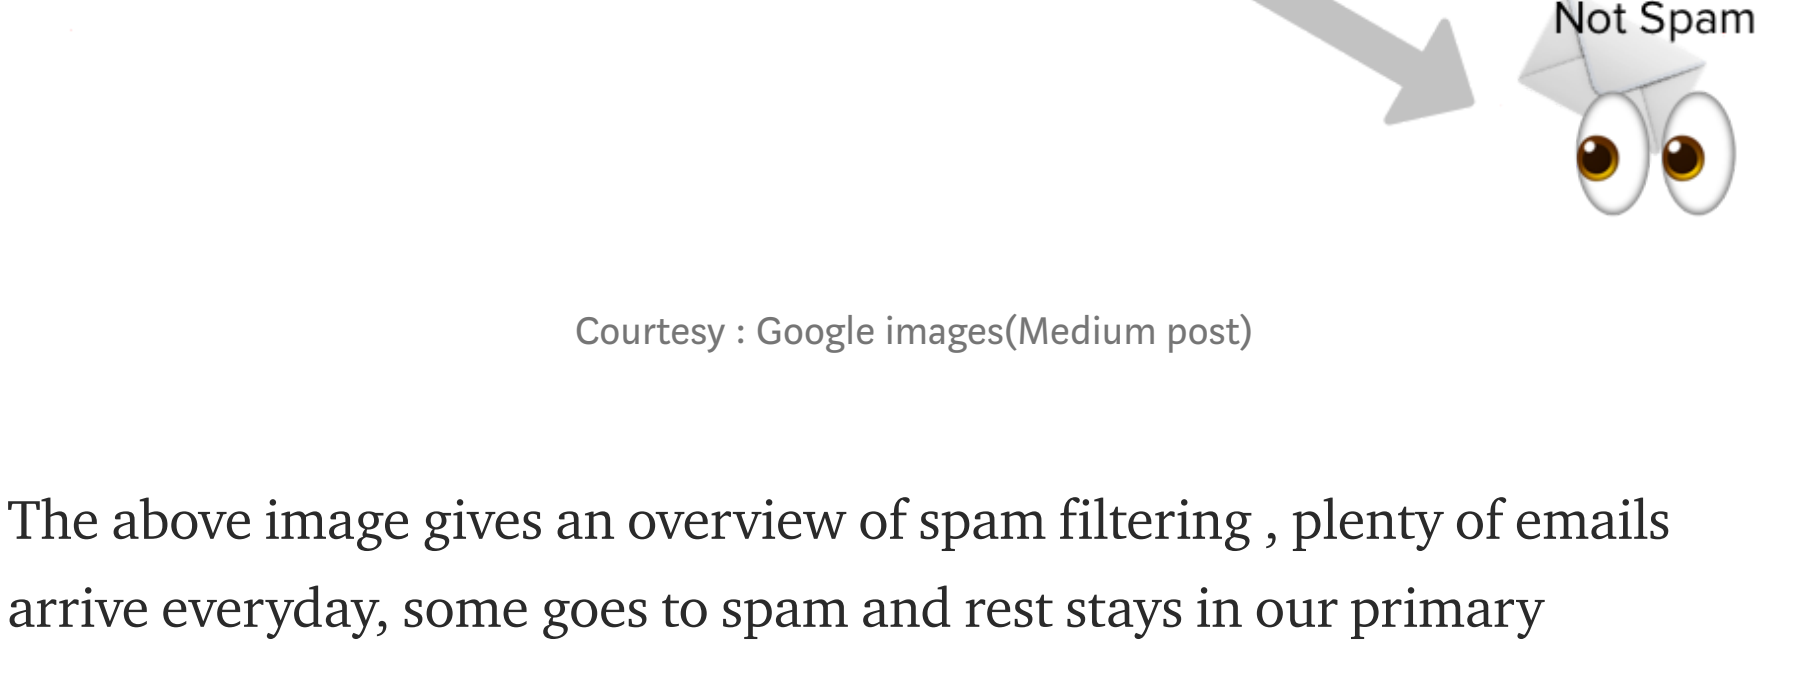 Not Spam
Courtesy : Google images(Medium post)
The above image gives an overview of spam filtering , plenty of emails
arrive everyday, some goes to spam and rest stays in our primary